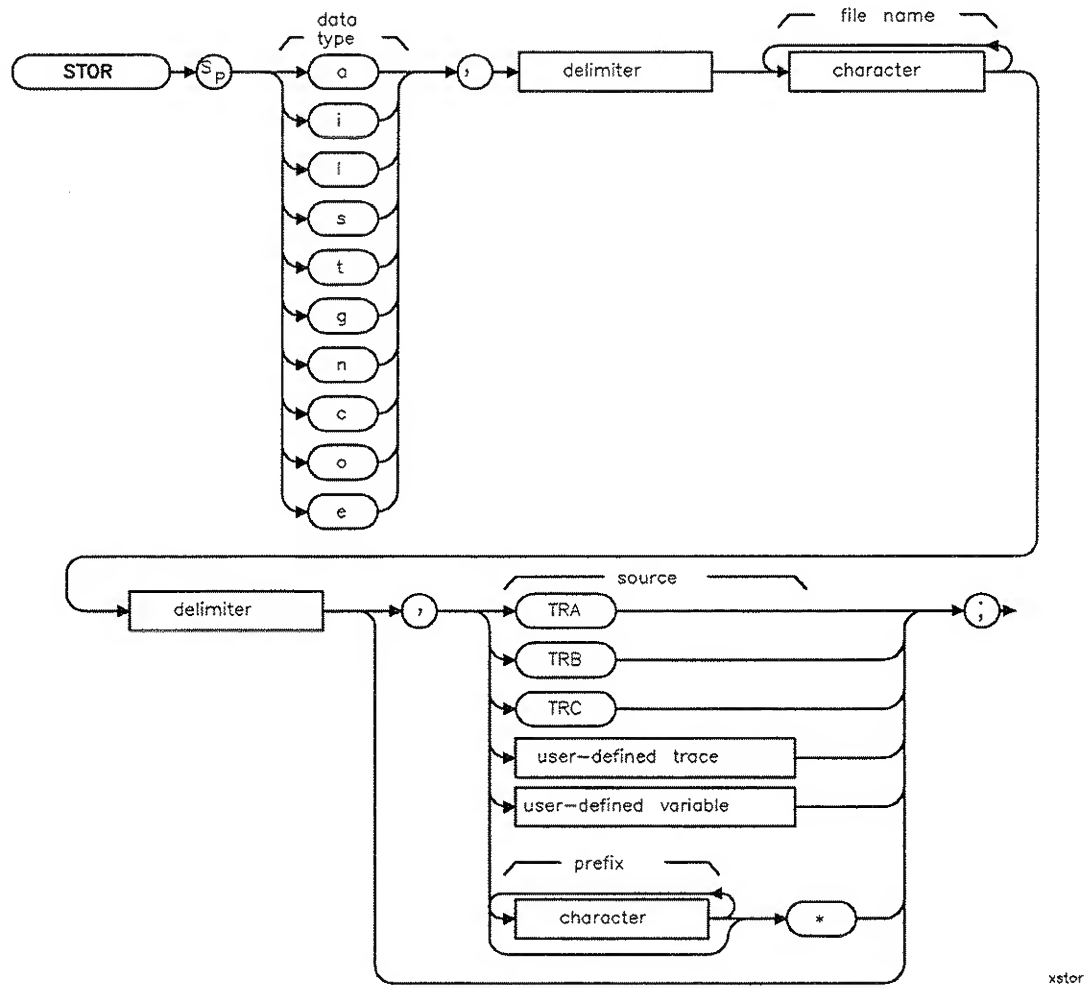 data
type
file name
STOR
Sp
a
,
delimiter
character
i
l
s
t
g
n
c
o
e
source
delimiter
,
TRA
;
TRB
TRC
user-defined trace
user-defined variable
prefix
character
*
xstor